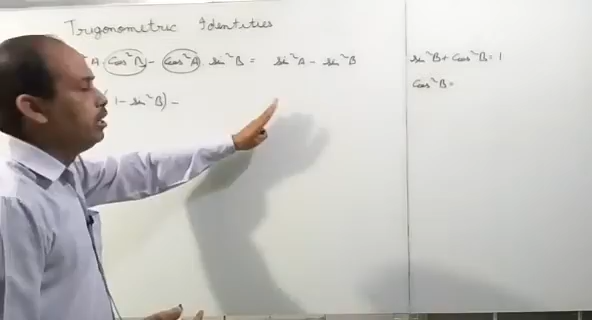 Trigonometric Identities
A. Cos²B - Cos²A sin²B = sin²A - sin²B
1 - sin²B) -
sin²B + Cos²B = 1
Cos²B =